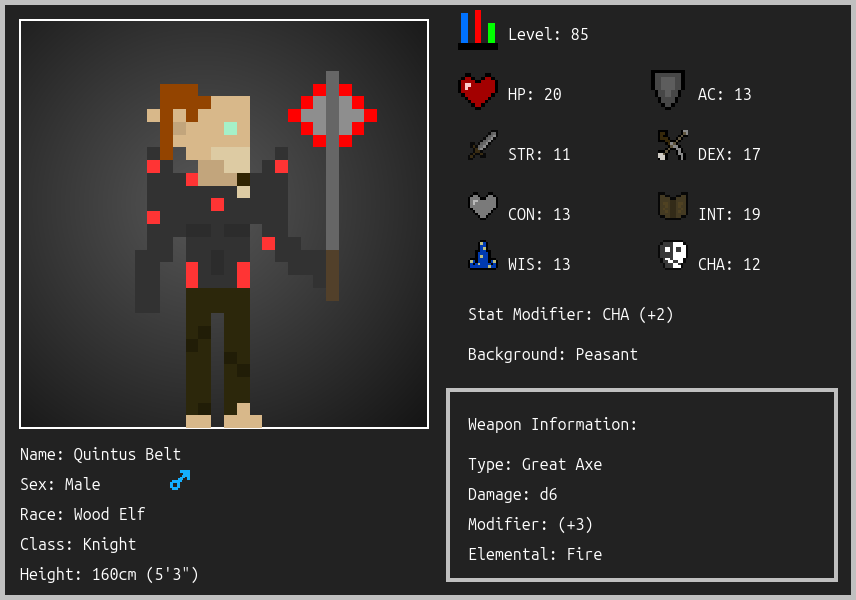 Level: 85
HP: 20
AC: 13
STR: 11
DEX: 17
CON: 13
INT: 19
WIS: 13
CHA: 12
Stat Modifier: CHA (+2)
Background: Peasant
Weapon Information:
Type: Great Axe
Damage: d6
Modifier: (+3)
Elemental: Fire
Name: Quintus Belt
Sex: Male
Race: Wood Elf
Class: Knight
Height: 160cm (5'3")